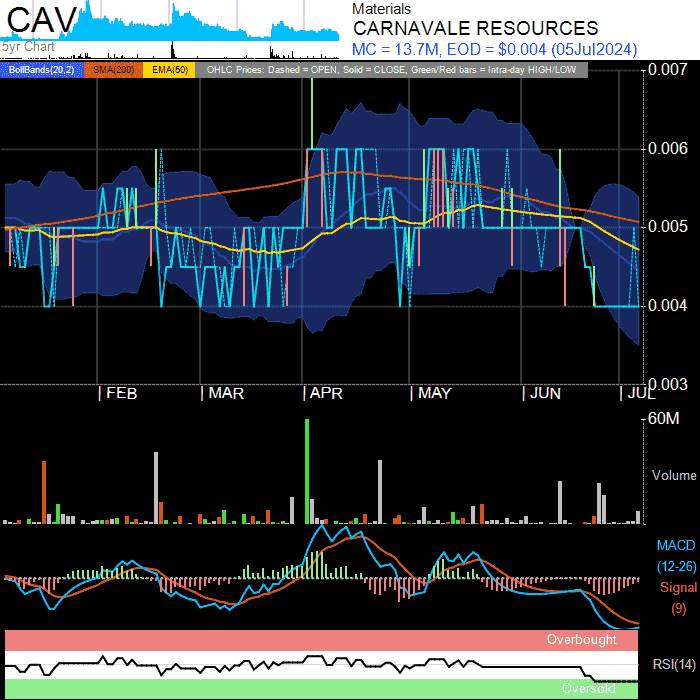 CAV
5yr Chart
Materials
CARNAVALE RESOURCES
MC = 13.7M, EOD = $0.004 (05Jul2024)
BollBands(20,2) SMA(200) EMA(50) OHLC Prices: Dashed = OPEN, Solid = CLOSE, Green/Red bars = Intra-day HIGH/LOW
0.007
0.006
0.005
0.004
0.003
FEB MAR APR MAY JUN JUL
60M
Volume
MACD
(12-26)
Signal
(9)
Overbought
RSI(14)
Oversold